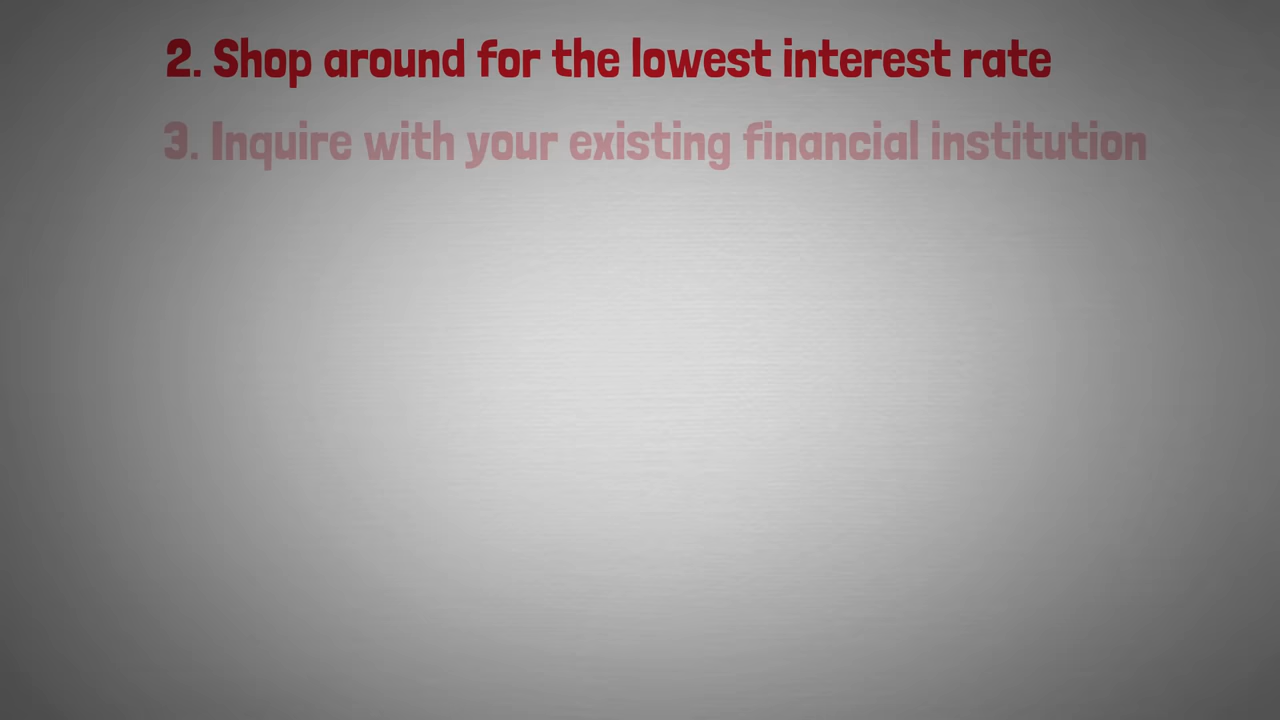 2. Shop around for the lowest interest rate
3. Inquire with your existing financial institution